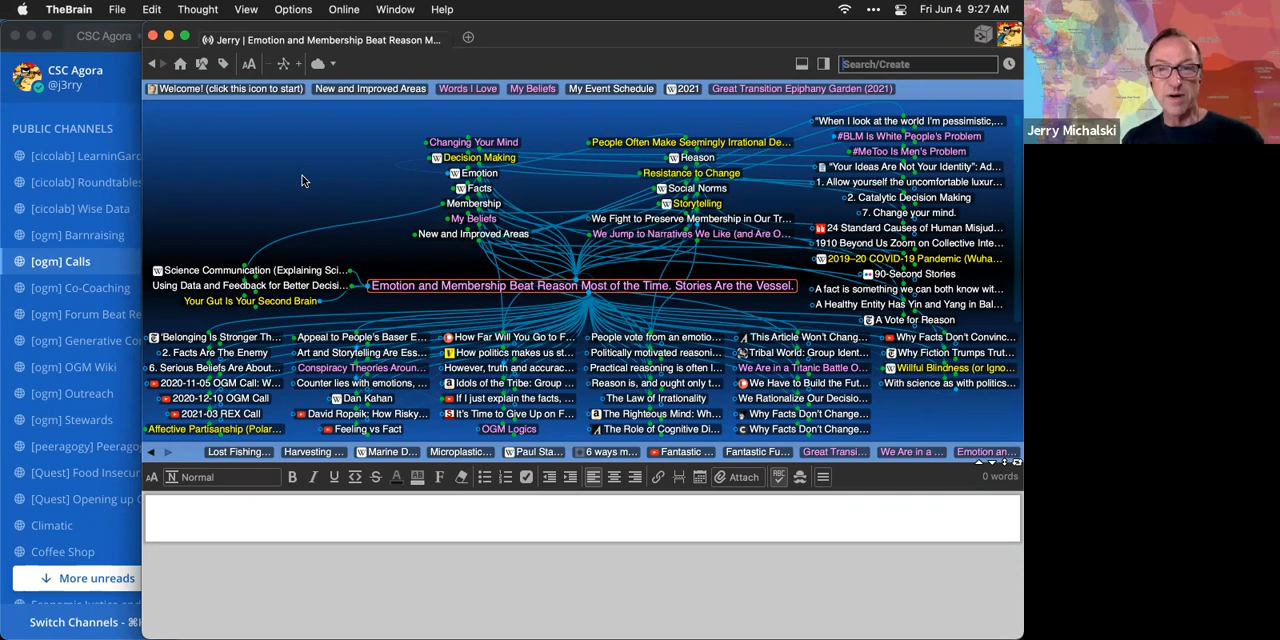 TheBrain File Edit Thought View Options Online Window Help Fri Jun 4 9:27 AM
CSC Agora
Jerry | Emotion and Membership Beat Reason M...
CSC Agora
@j3rry
PUBLIC CHANNELS
[cicolab] LearninGard
[cicolab] Roundtables
[cicolab] Wise Data
[ogm] Barnraising
[ogm] Calls
[ogm] Co-Coaching
[ogm] Forum Beat Re
[ogm] Generative Co
[ogm] OGM Wiki
[ogm] Outreach
[ogm] Stewards
[peeragogy] Peerago
[Quest] Food Insecur
[Quest] Opening up
Climatic
Coffee Shop
More unreads
Switch Channels -
AA
Search/Create
Welcome! (click this icon to start) New and Improved Areas Words I Love My Beliefs My Event Schedule 2021 Great Transition Epiphany Garden (2021)
Changing Your Mind
Decision Making
Emotion
Facts
Membership
My Beliefs
New and Improved Areas
People Often Make Seemingly Irrational De...
Reason
Resistance to Change
Social Norms
Storytelling
We Fight to Preserve Membership in Our Tr...
We Jump to Narratives We Like (and Are O...
"When I look at the world I'm pessimistic,...
#BLM Is White People's Problem
#MeToo Is Men's Problem
"Your Ideas Are Not Your Identity": Ad...
1. Allow yourself the uncomfortable luxur...
2. Catalytic Decision Making
7. Change your mind.
24 Standard Causes of Human Misjud...
1910 Beyond Us Zoom on Collective Inte...
2019–20 COVID-19 Pandemic (Wuha...
90-Second Stories
A fact is something we can both know wit...
A Healthy Entity Has Yin and Yang in Bal...
A Vote for Reason
Science Communication (Explaining Sci...
Using Data and Feedback for Better Decisi...
Your Gut Is Your Second Brain
Emotion and Membership Beat Reason Most of the Time. Stories Are the Vessel.
'Belonging Is Stronger Th...
2. Facts Are The Enemy
6. Serious Beliefs Are About...
2020-11-05 OGM Call: W...
2020-12-10 OGM Call
2021-03 REX Call
Affective Partisanship (Polar...
Appeal to People's Baser E...
Art and Storytelling Are Ess...
Conspiracy Theories Aroun...
Counter lies with emotions, ...
Dan Kahan
David Ropeik: How Risky...
Feeling vs Fact
How Far Will You Go to F...
How politics makes us st...
However, truth and accurac...
Idols of the Tribe: Group ...
If I just explain the facts, ...
It's Time to Give Up on F...
OGM Logics
People vote from an emotio...
Politically motivated reasoni...
Practical reasoning is often l...
Reason is, and ought only t...
The Law of Irrationality
The Righteous Mind: Wh...
The Role of Cognitive Di...
This Article Won't Chang...
Tribal World: Group Ident...
We Are in a Titanic Battle O...
We Have to Build the Fut...
We Rationalize Our Decisio...
Why Facts Don't Change...
Why Facts Don't Change...
Why Facts Don't Convinc...
Why Fiction Trumps Trut...
Willful Blindness (or Igno...
With science as with politics...
Lost Fishing... Harvesting ... Marine D... Microplastic... Paul Sta... 6 ways m... Fantastic ... Fantastic Fu... Great Transi... We Are in a ... Emotion an...
AA N Normal B I U S A AB F Attach ABC 0 words
Jerry Michalski